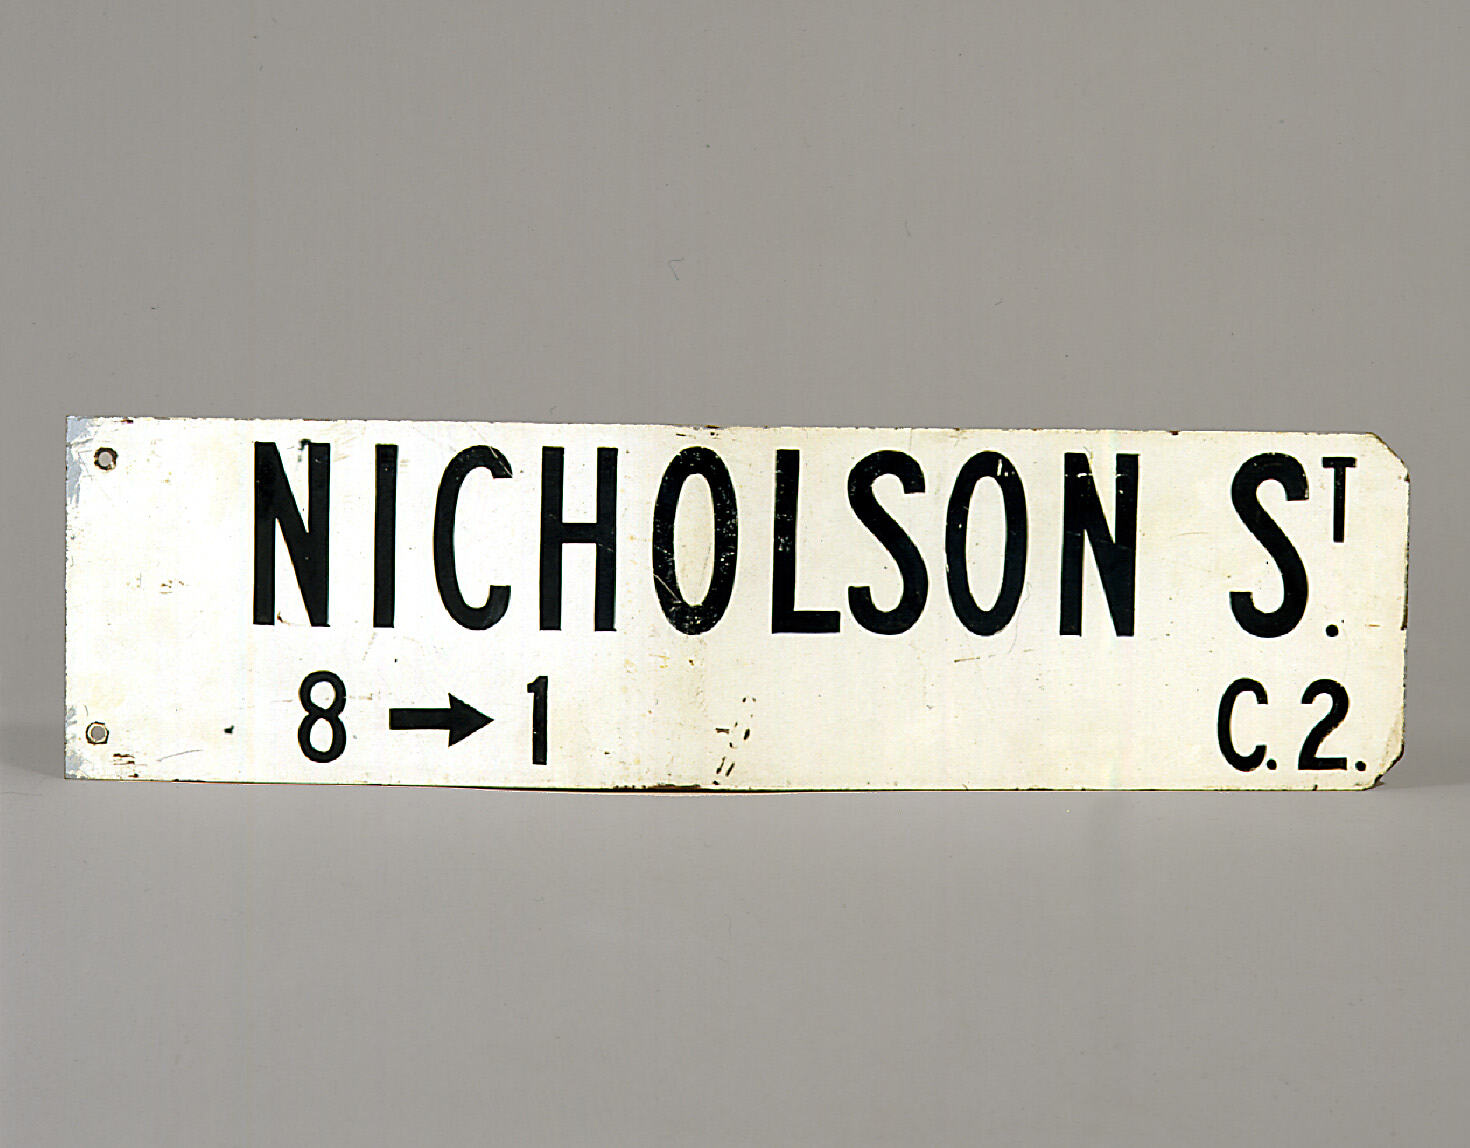 NICHOLSON ST.
8 → 1 C.2.